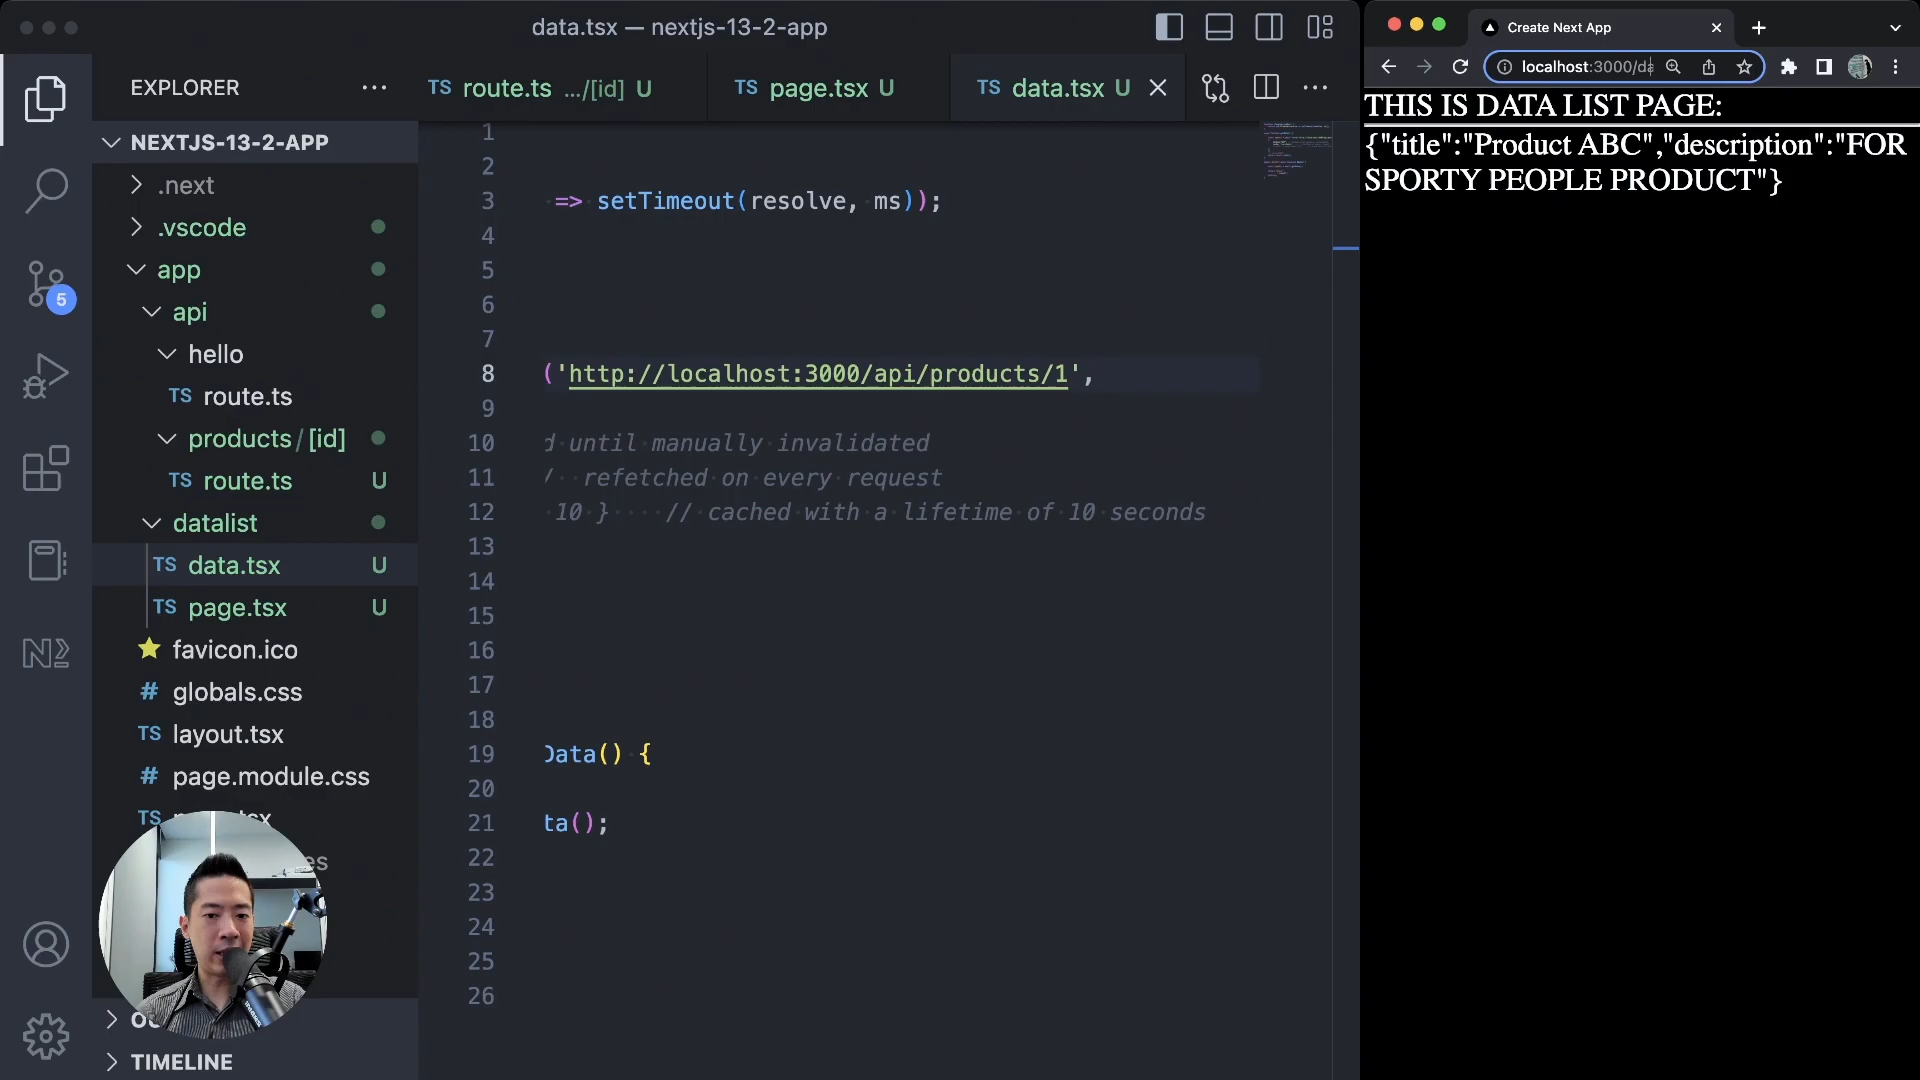 data.tsx — nextjs-13-2-app
EXPLORER
NEXTJS-13-2-APP
.next
.vscode
app
api
hello
TS route.ts
products/[id]
TS route.ts U
datalist
TS data.tsx U
TS page.tsx U
favicon.ico
# globals.css
TS layout.tsx
# page.module.css
TS
TIMELINE
5
TS route.ts .../[id] U
TS page.tsx U
TS data.tsx U
1
2
3 => setTimeout(resolve, ms));
4
5
6
7
8 ('http://localhost:3000/api/products/1',
9
10 d until manually invalidated
11 / refetched on every request
12 10 } // cached with a lifetime of 10 seconds
13
14
15
16
17
18
19 Data() {
20
21 ta();
22
23
24
25
26
Create Next App
localhost:3000/da
THIS IS DATA LIST PAGE:
{"title":"Product ABC","description":"FOR
SPORTY PEOPLE PRODUCT"}